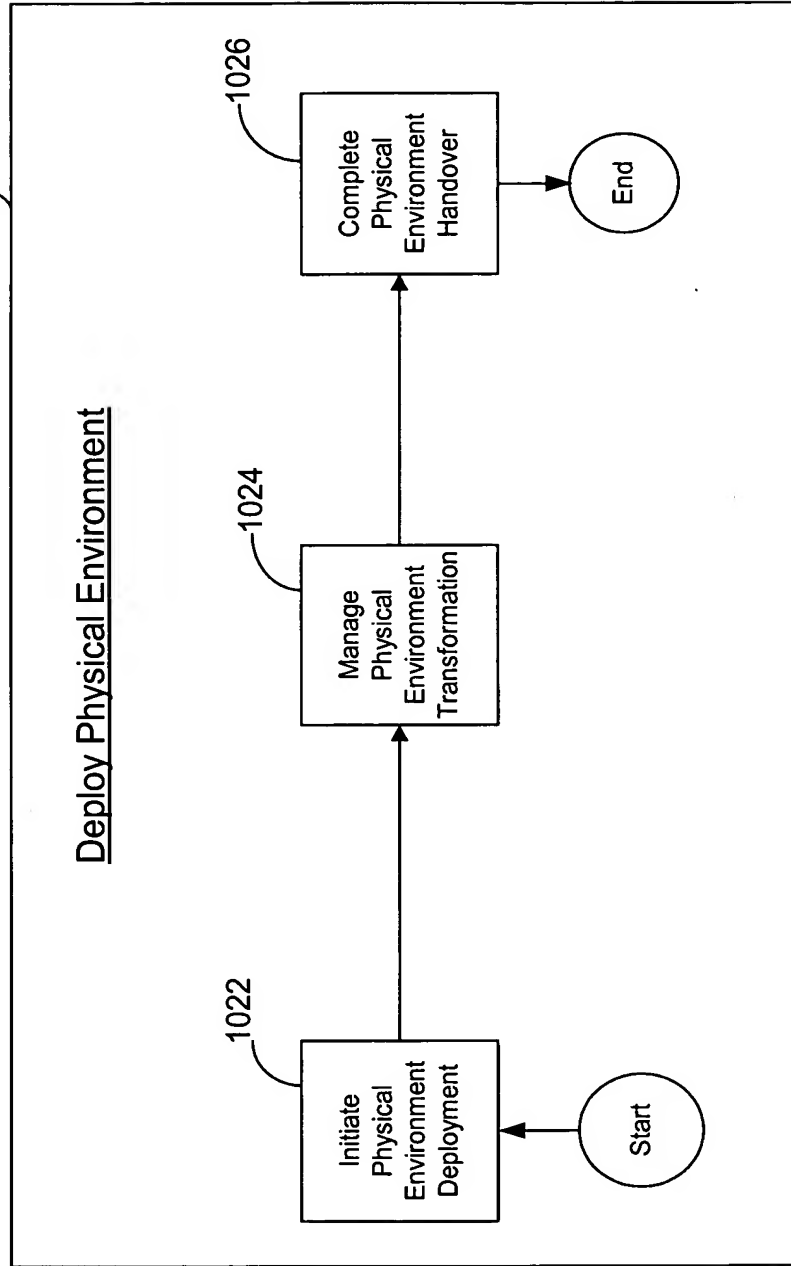 Deploy Physical Environment
1022
Initiate
Physical
Environment
Deployment
Start
1024
Manage
Physical
Environment
Transformation
1026
Complete
Physical
Environment
Handover
End